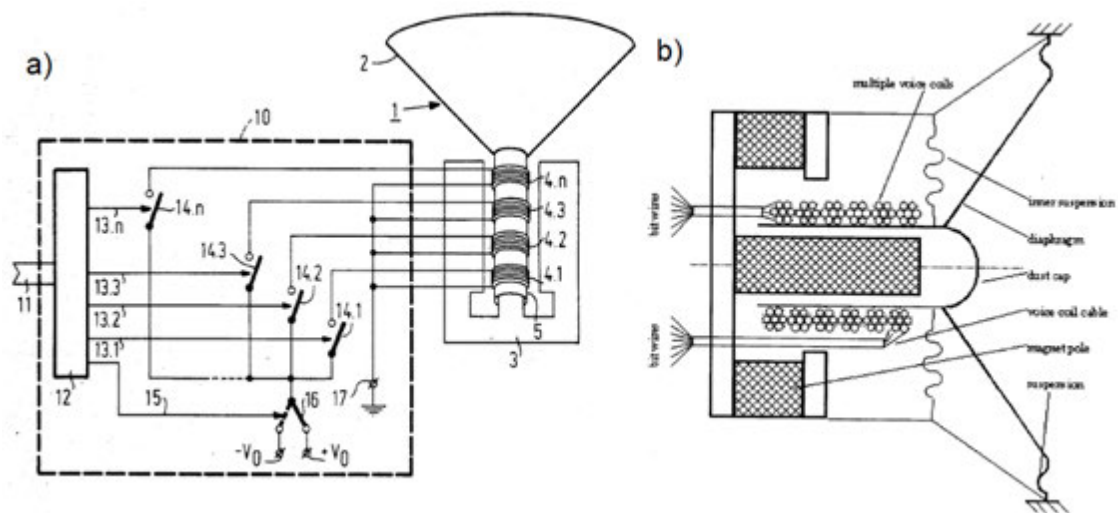 a)
2
1
10
14.n
13.n
4.n
4.3
4.2
4.1
14.3
13.3
14.2
13.2
14.1
13.1
11
12
15
16
17
3
5
-V0
+V0
b)
multiple voice coils
bit wires
inner suspension
diaphragm
dust cap
voice coil cable
magnet pole
suspension
bit wires